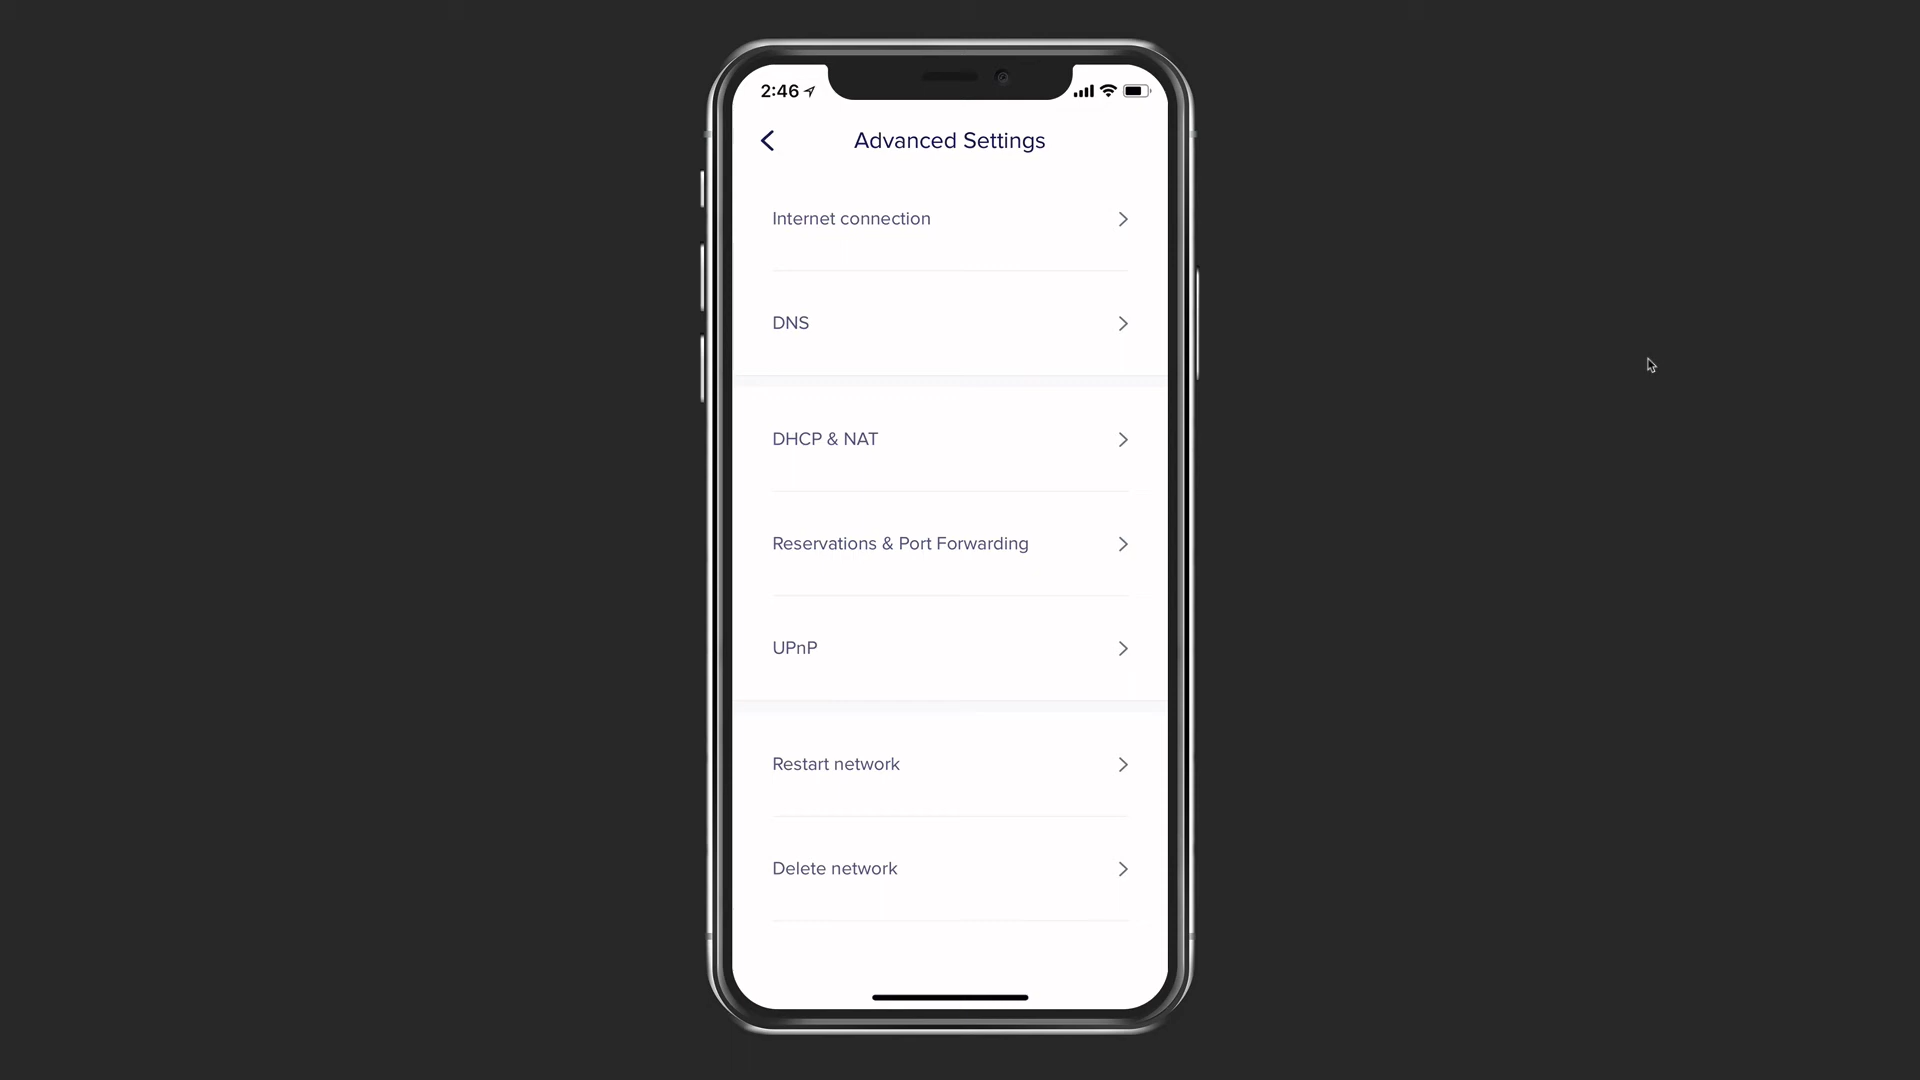 2:46
Advanced Settings
Internet connection
DNS
DHCP & NAT
Reservations & Port Forwarding
UPnP
Restart network
Delete network